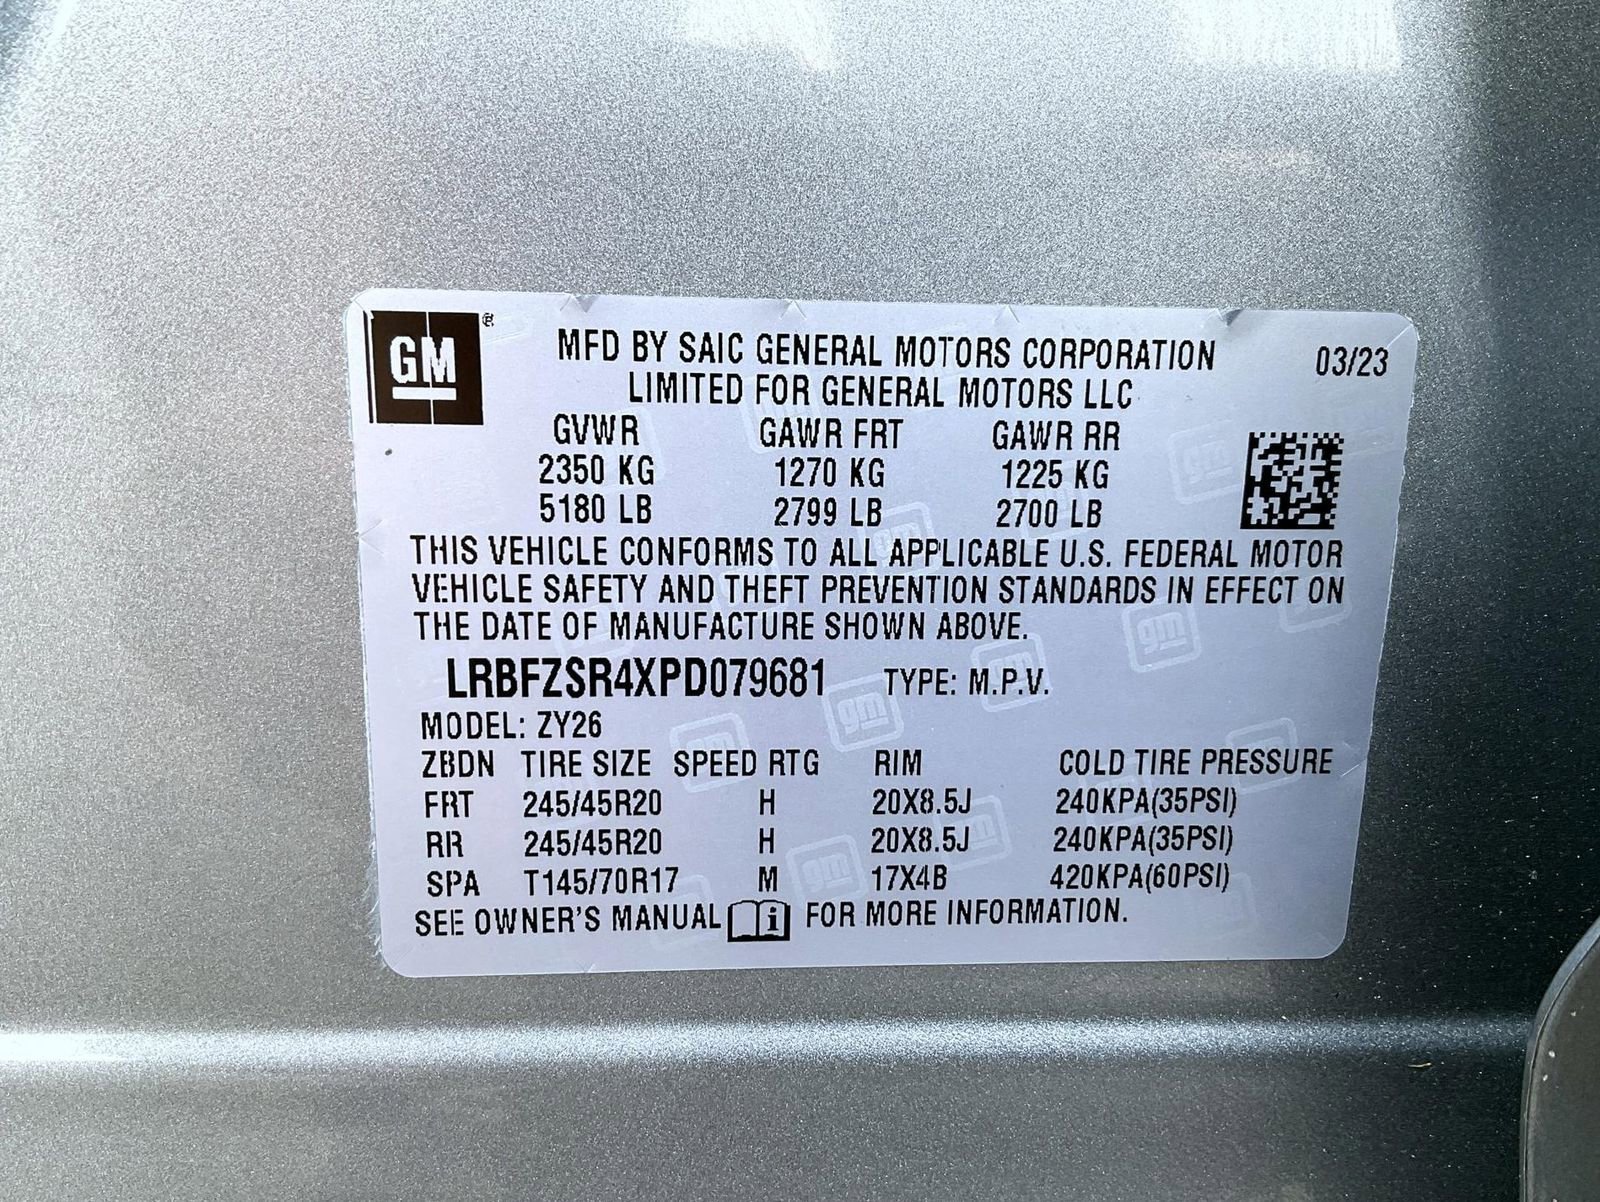 GM ®
MFD BY SAIC GENERAL MOTORS CORPORATION 03/23
LIMITED FOR GENERAL MOTORS LLC
GVWR GAWR FRT GAWR RR
2350 KG 1270 KG 1225 KG
5180 LB 2799 LB 2700 LB
THIS VEHICLE CONFORMS TO ALL APPLICABLE U.S. FEDERAL MOTOR
VEHICLE SAFETY AND THEFT PREVENTION STANDARDS IN EFFECT ON
THE DATE OF MANUFACTURE SHOWN ABOVE.
LRBFZSR4XPD079681 TYPE: M.P.V.
MODEL: ZY26
ZBDN TIRE SIZE SPEED RTG RIM COLD TIRE PRESSURE
FRT 245/45R20 H 20X8.5J 240KPA(35PSI)
RR 245/45R20 H 20X8.5J 240KPA(35PSI)
SPA T145/70R17 M 17X4B 420KPA(60PSI)
SEE OWNER'S MANUAL i FOR MORE INFORMATION.